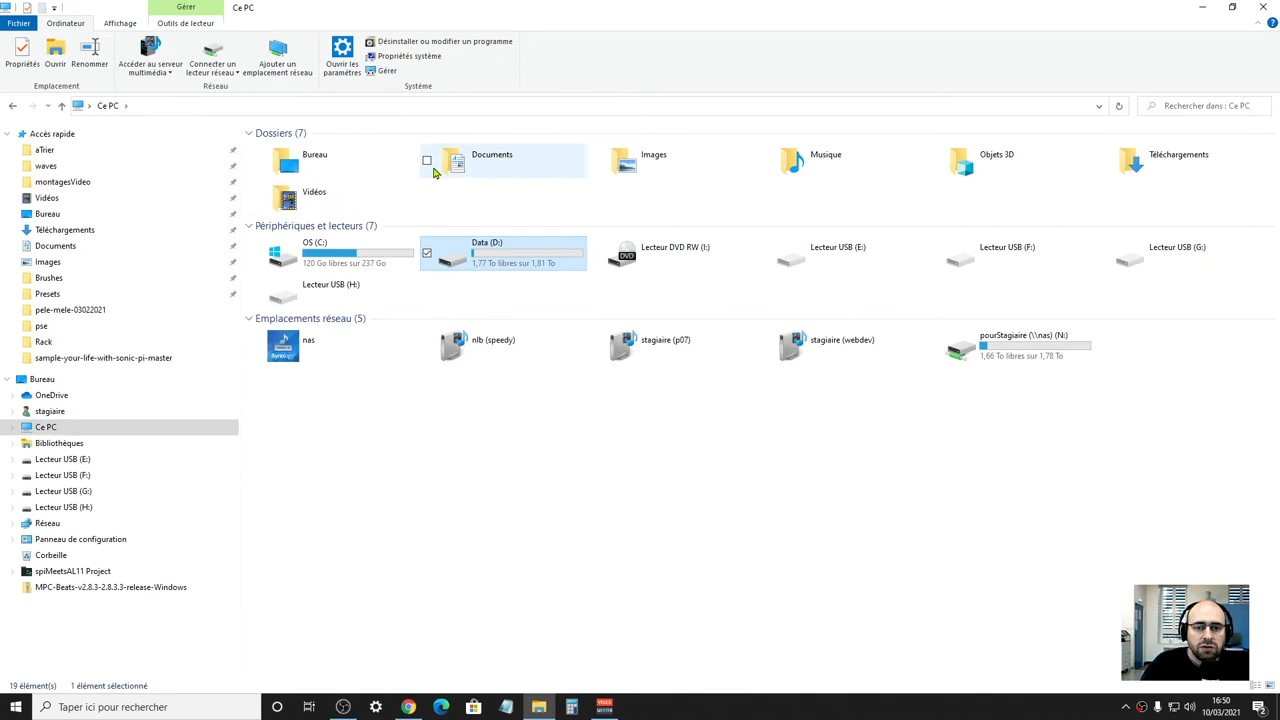 Gérer
Ce PC
Fichier
Ordinateur
Affichage
Outils de lecteur
Propriétés
Ouvrir
Renommer
Accéder au serveur
multimédia
Connecter un
lecteur réseau
Ajouter un
emplacement réseau
Ouvrir les
paramètres
Désinstaller ou modifier un programme
Propriétés système
Gérer
Emplacement
Réseau
Système
Ce PC
Rechercher dans : Ce PC
Accès rapide
aTrier
waves
montagesVideo
Vidéos
Bureau
Téléchargements
Documents
Images
Brushes
Presets
pele-mele-03022021
pse
Rack
sample-your-life-with-sonic-pi-master
Bureau
OneDrive
stagiaire
Ce PC
Bibliothèques
Lecteur USB (E:)
Lecteur USB (F:)
Lecteur USB (G:)
Lecteur USB (H:)
Réseau
Panneau de configuration
Corbeille
spiMeetsAL11 Project
MPC-Beats-v2.8.3-2.8.3.3-release-Windows
Dossiers (7)
Bureau
Documents
Images
Musique
Objets 3D
Téléchargements
Vidéos
Périphériques et lecteurs (7)
OS (C:)
120 Go libres sur 237 Go
Data (D:)
1,77 To libres sur 1,81 To
DVD
Lecteur DVD RW (I:)
Lecteur USB (E:)
Lecteur USB (F:)
Lecteur USB (G:)
Lecteur USB (H:)
Emplacements réseau (5)
Synology
nas
nlb (speedy)
stagiaire (p07)
stagiaire (webdev)
pourStagiaire (\\nas) (N:)
1,66 To libres sur 1,78 To
19 élément(s)
1 élément sélectionné
Taper ici pour rechercher
16:50
10/03/2021
2